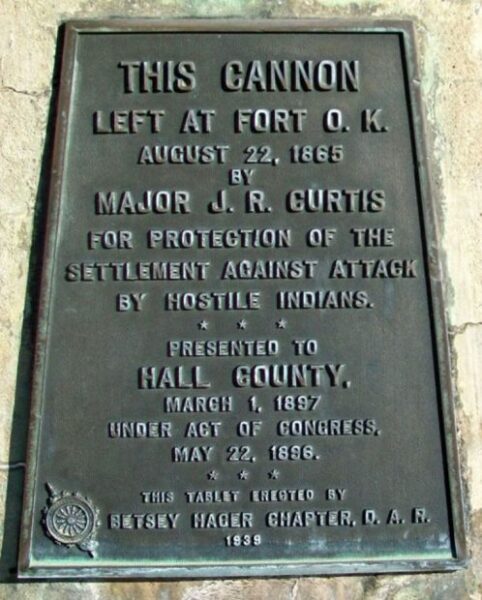 THIS CANNON
LEFT AT FORT O. K.
AUGUST 22, 1865
BY
MAJOR J. R. CURTIS
FOR PROTECTION OF THE
SETTLEMENT AGAINST ATTACK
BY HOSTILE INDIANS.
* * *
PRESENTED TO
HALL COUNTY,
MARCH 1, 1897
UNDER ACT OF CONGRESS,
MAY 22, 1896.
* * *
THIS TABLET ERECTED BY
BETSEY HAGER CHAPTER, D. A. R.
1939